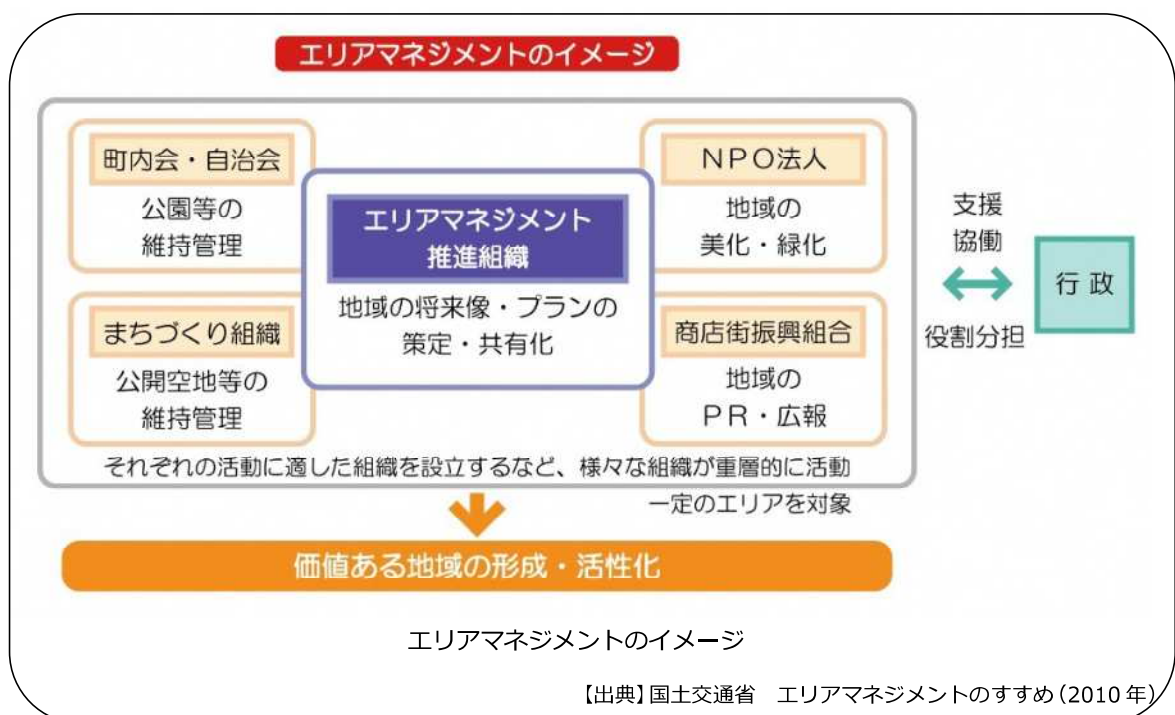 エリアマネジメントのイメージ
町内会・自治会
公園等の
維持管理
NPO法人
地域の
美化・緑化
エリアマネジメント
推進組織
地域の将来像・プランの
策定・共有化
まちづくり組織
公開空地等の
維持管理
商店街振興組合
地域の
PR・広報
それぞれの活動に適した組織を設立するなど、様々な組織が重層的に活動
一定のエリアを対象
支援
協働
役割分担
行政
価値ある地域の形成・活性化
エリアマネジメントのイメージ
【出典】国土交通省　エリアマネジメントのすすめ（2010年）